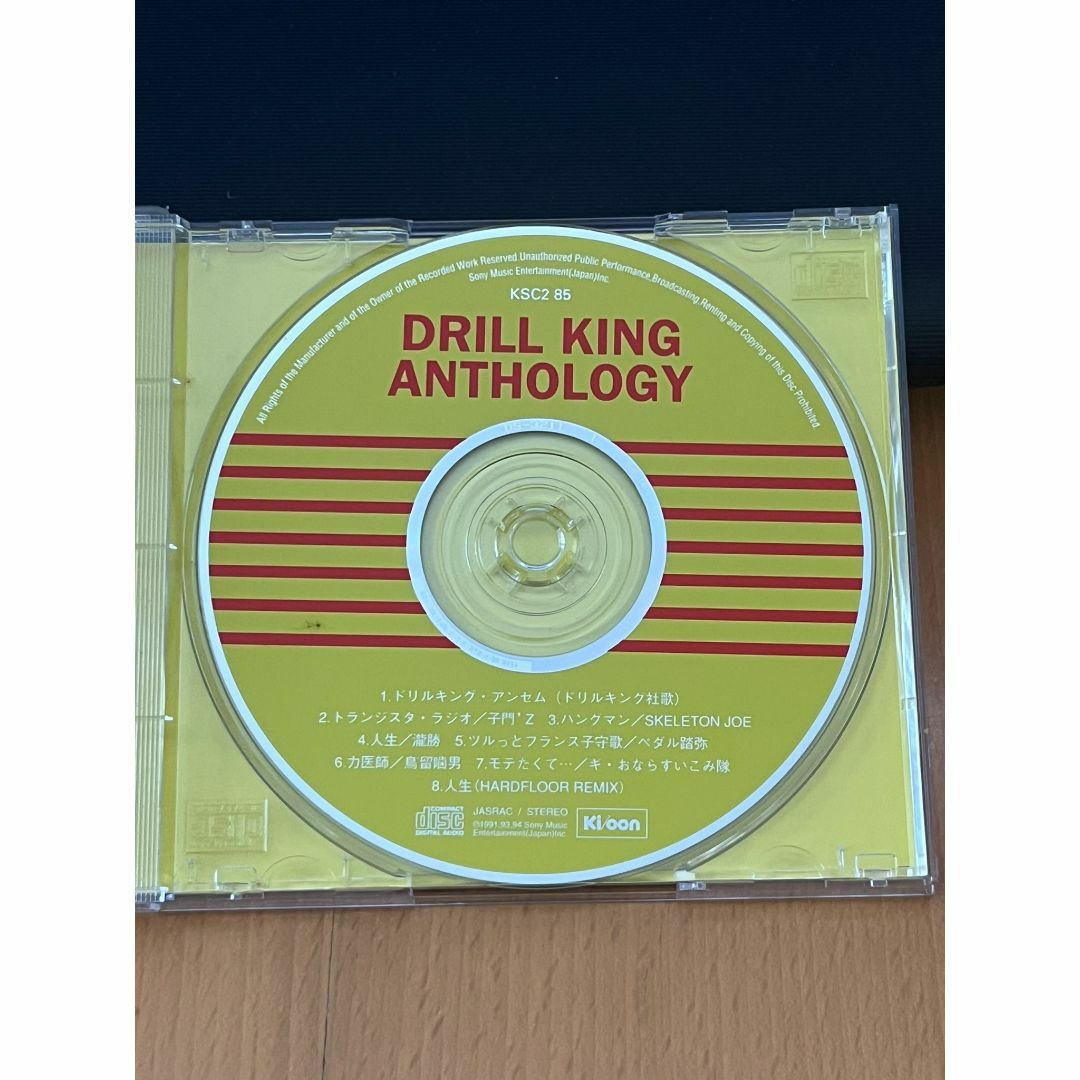 All Rights of the Manufacturer and of the Owner of the Recorded Work Reserved Unauthorized Public Performance.Broadcasting.Renting and Copying of this Disc Prohibited.
Sony Music Entertainment(Japan)Inc.
KSC2 85
DRILL KING
ANTHOLOGY
1.ドリルキング・アンセム（ドリルキング社歌）
2.トランジスタ・ラジオ／子門'Z 3.ハングマン／SKELETON JOE
4.人生／瀧勝 5.ツルっとフランス子守歌／ペダル踏弥
6.力医師／鳥留噛男 7.モテたくて…／キ・おならすいこみ隊
8.人生(HARDFLOOR REMIX)
COMPACT
disc
DIGITAL AUDIO
JASRAC / STEREO
℗1991,93,94 Sony Music
Entertainment(Japan)Inc.
Ki/oon